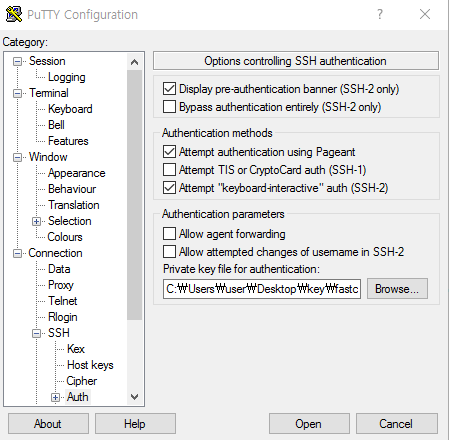 PuTTY Configuration
Category:
Session
Logging
Terminal
Keyboard
Bell
Features
Window
Appearance
Behaviour
Translation
Selection
Colours
Connection
Data
Proxy
Telnet
Rlogin
SSH
Kex
Host keys
Cipher
Auth
Options controlling SSH authentication
Display pre-authentication banner (SSH-2 only)
Bypass authentication entirely (SSH-2 only)
Authentication methods
Attempt authentication using Pageant
Attempt TIS or CryptoCard auth (SSH-1)
Attempt "keyboard-interactive" auth (SSH-2)
Authentication parameters
Allow agent forwarding
Allow attempted changes of username in SSH-2
Private key file for authentication:
C:₩Users₩user₩Desktop₩key₩fastc
Browse...
About
Help
Open
Cancel